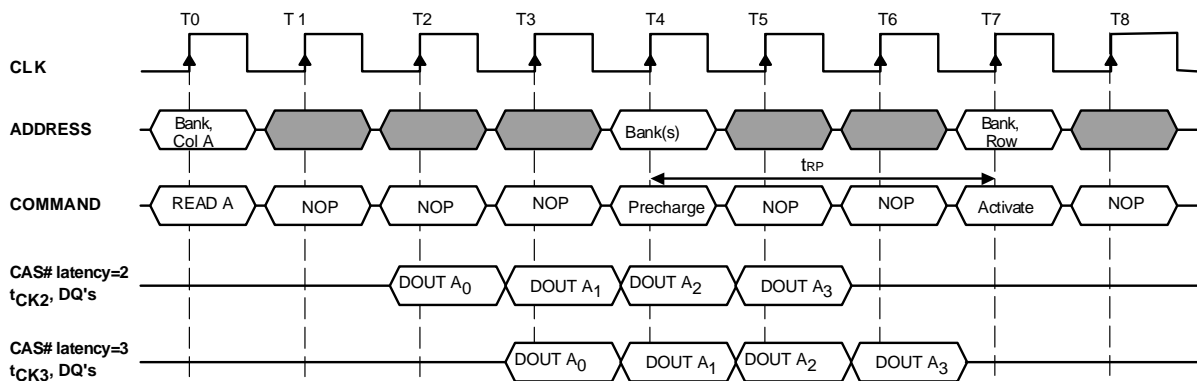 T0 T 1 T2 T3 T4 T5 T6 T7 T8
CLK
ADDRESS
Bank, Col A
Bank(s)
Bank, Row
tRP
COMMAND
READ A NOP NOP NOP Precharge NOP NOP Activate NOP
CAS# latency=2
tCK2, DQ's
DOUT A0 DOUT A1 DOUT A2 DOUT A3
CAS# latency=3
tCK3, DQ's
DOUT A0 DOUT A1 DOUT A2 DOUT A3